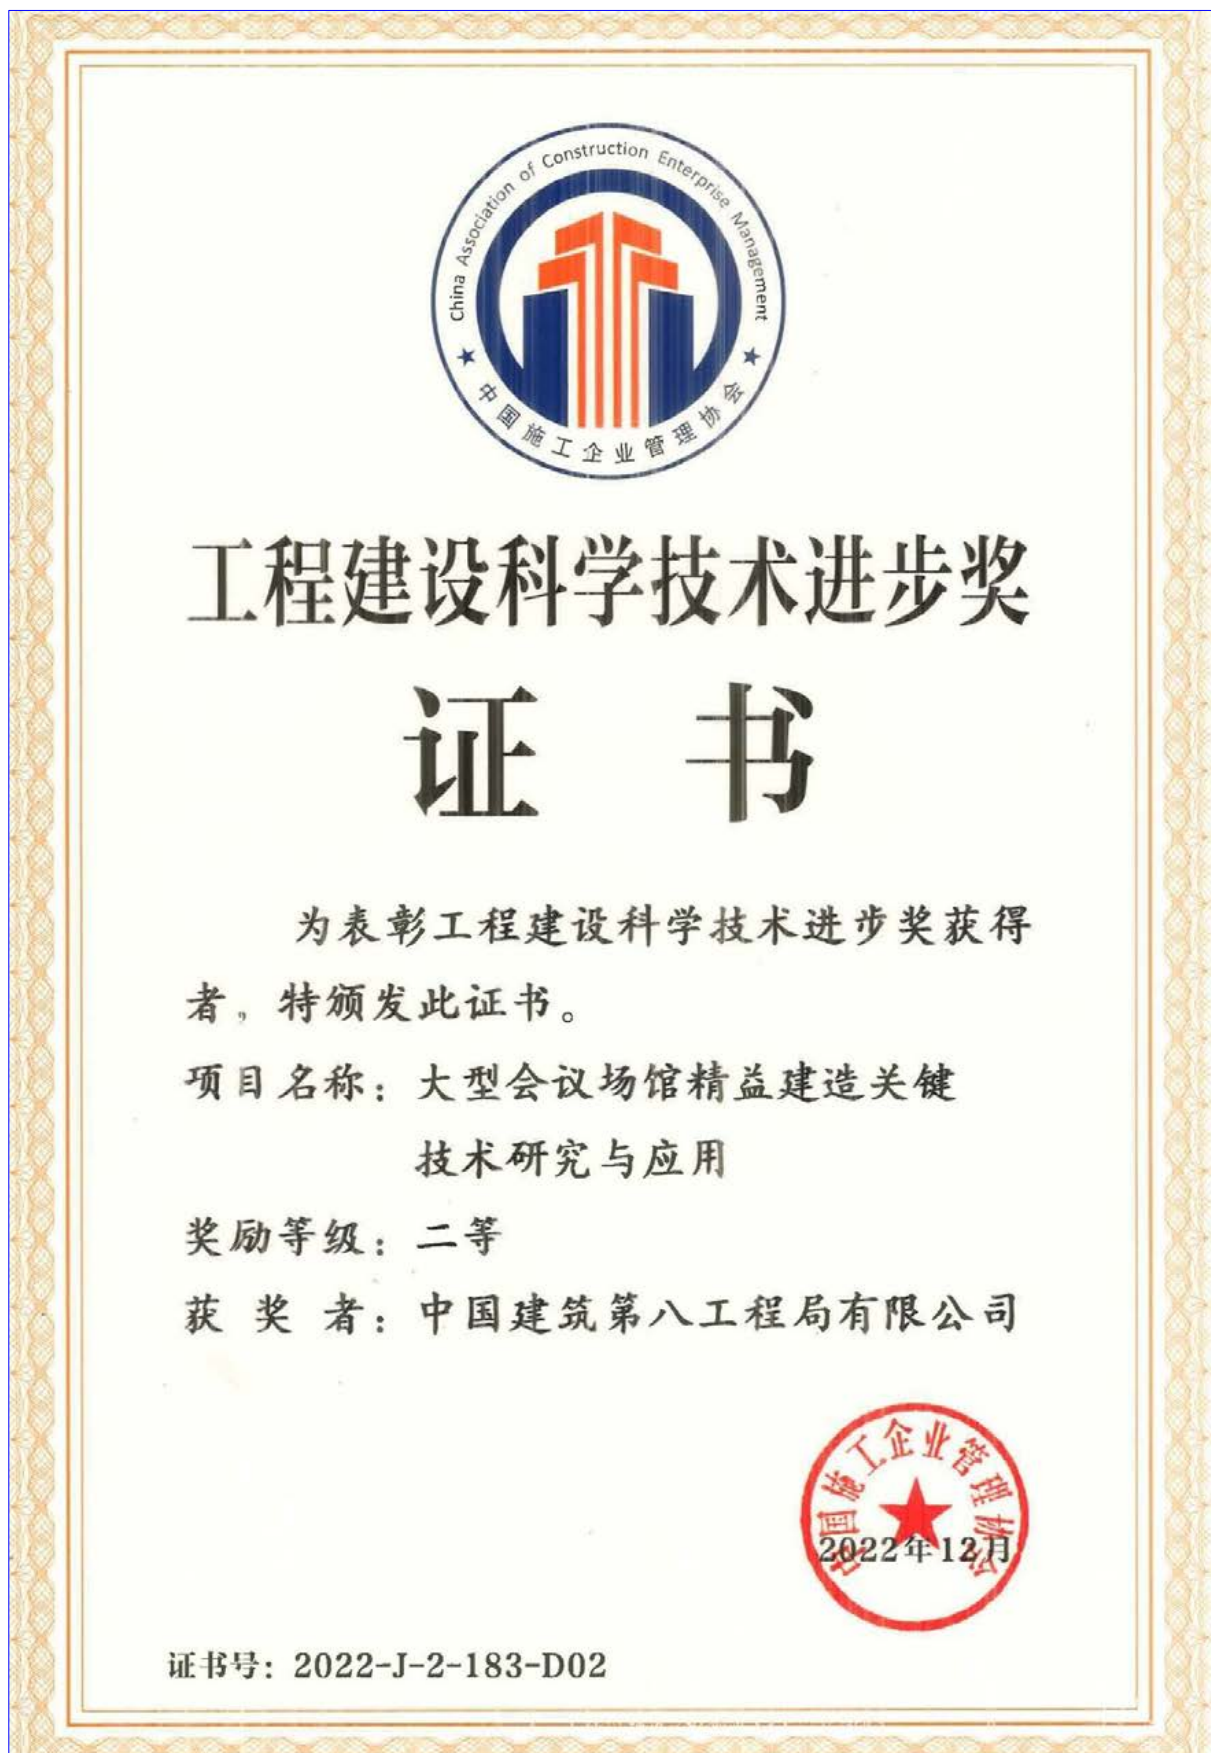 China Association of Construction Enterprise Management
中国施工企业管理协会
工程建设科学技术进步奖
证 书
为表彰工程建设科学技术进步奖获得
者，特颁发此证书。
项目名称：大型会议场馆精益建造关键
技术研究与应用
奖励等级：二等
获 奖 者：中国建筑第八工程局有限公司
中国施工企业管理协会
2022年12月
证书号：2022-J-2-183-D02